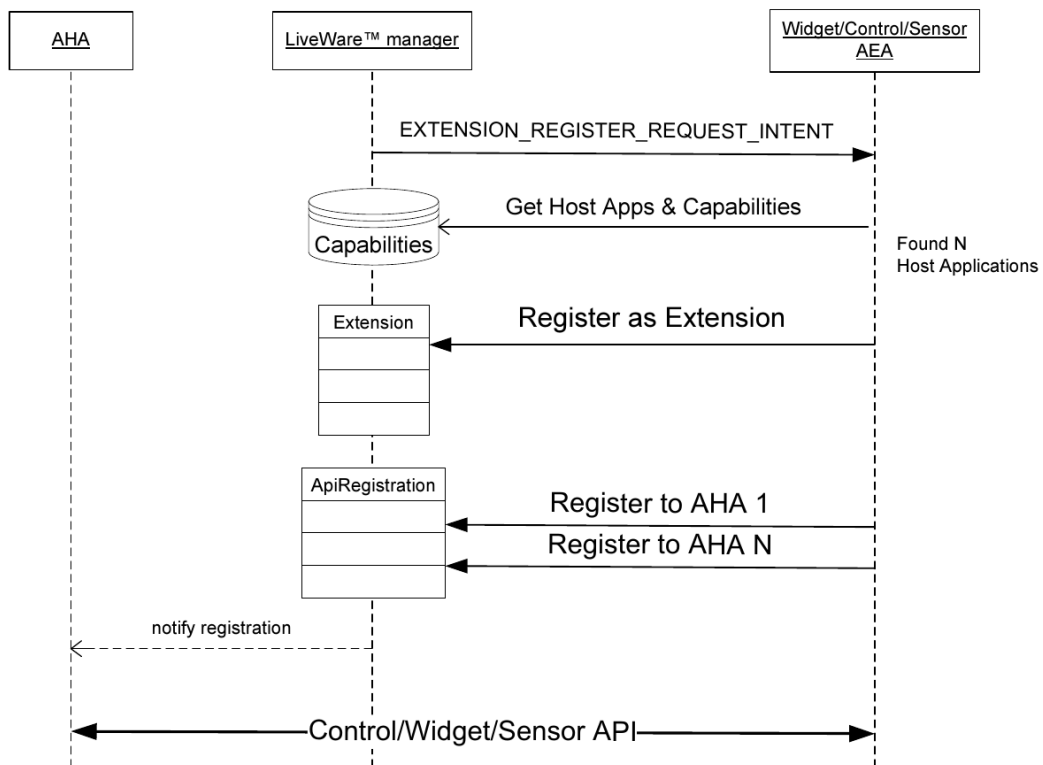 AHA
LiveWare™ manager
Widget/Control/Sensor
AEA
EXTENSION_REGISTER_REQUEST_INTENT
Get Host Apps & Capabilities
Capabilities
Found N
Host Applications
Extension
Register as Extension
ApiRegistration
Register to AHA 1
Register to AHA N
notify registration
Control/Widget/Sensor API